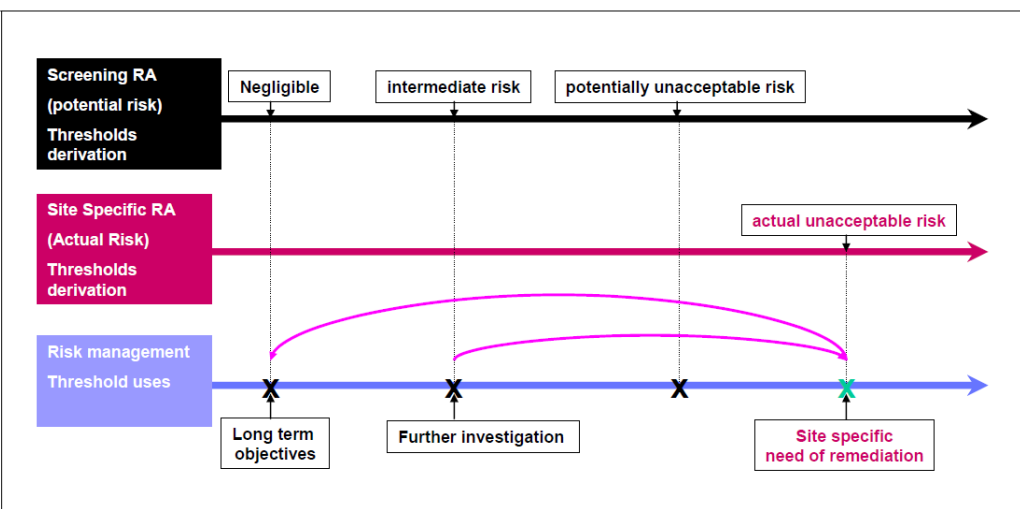 Screening RA
(potential risk)
Thresholds
derivation
Negligible
intermediate risk
potentially unacceptable risk
Site Specific RA
(Actual Risk)
Thresholds
derivation
actual unacceptable risk
Risk management
Threshold uses
X
X
X
X
Long term
objectives
Further investigation
Site specific
need of remediation